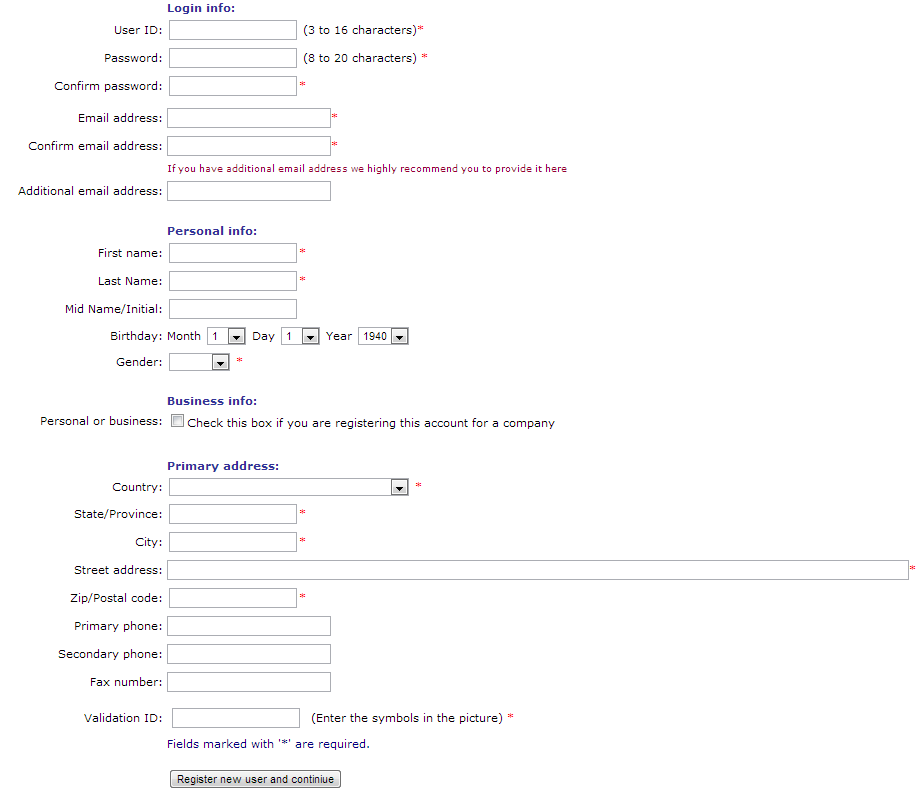 Login info:
User ID: (3 to 16 characters)*
Password: (8 to 20 characters) *
Confirm password: *
Email address: *
Confirm email address: *
If you have additional email address we highly recommend you to provide it here
Additional email address:
Personal info:
First name: *
Last Name: *
Mid Name/Initial:
Birthday: Month 1 Day 1 Year 1940
Gender: *
Business info:
Personal or business: Check this box if you are registering this account for a company
Primary address:
Country: *
State/Province: *
City: *
Street address: *
Zip/Postal code: *
Primary phone:
Secondary phone:
Fax number:
Validation ID: (Enter the symbols in the picture) *
Fields marked with '*' are required.
Register new user and continiue